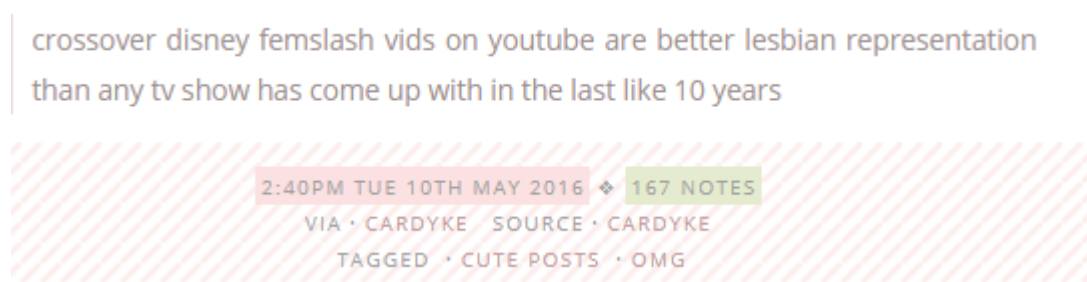 crossover disney femslash vids on youtube are better lesbian representation
than any tv show has come up with in the last like 10 years
2:40PM TUE 10TH MAY 2016 ❖ 167 NOTES
VIA · CARDYKE SOURCE · CARDYKE
TAGGED · CUTE POSTS · OMG